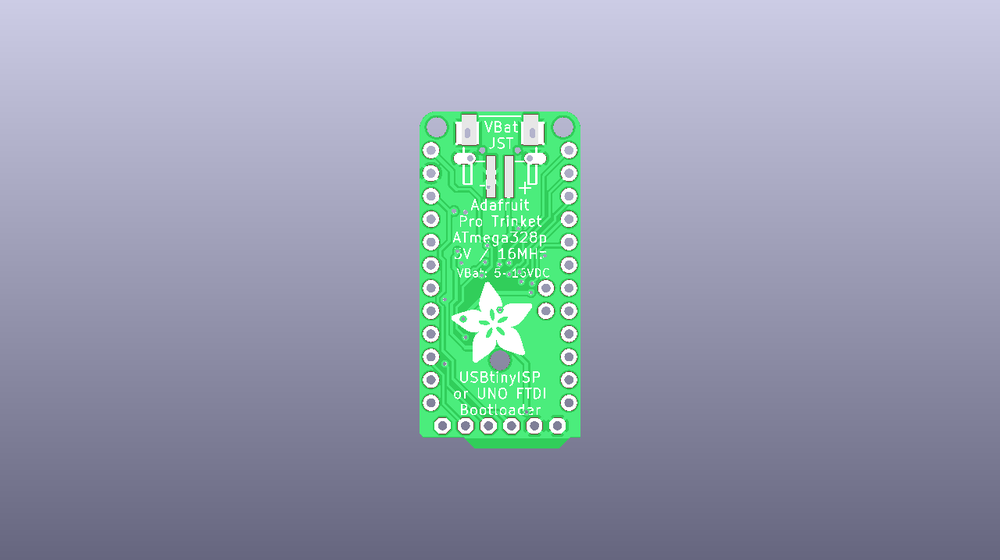 VBat
JST
- +
Adafruit
Pro Trinket
ATmega328p
5V / 16MHz
VBat: 5-16VDC
USBtinyISP
or UNO FTDI
Bootloader